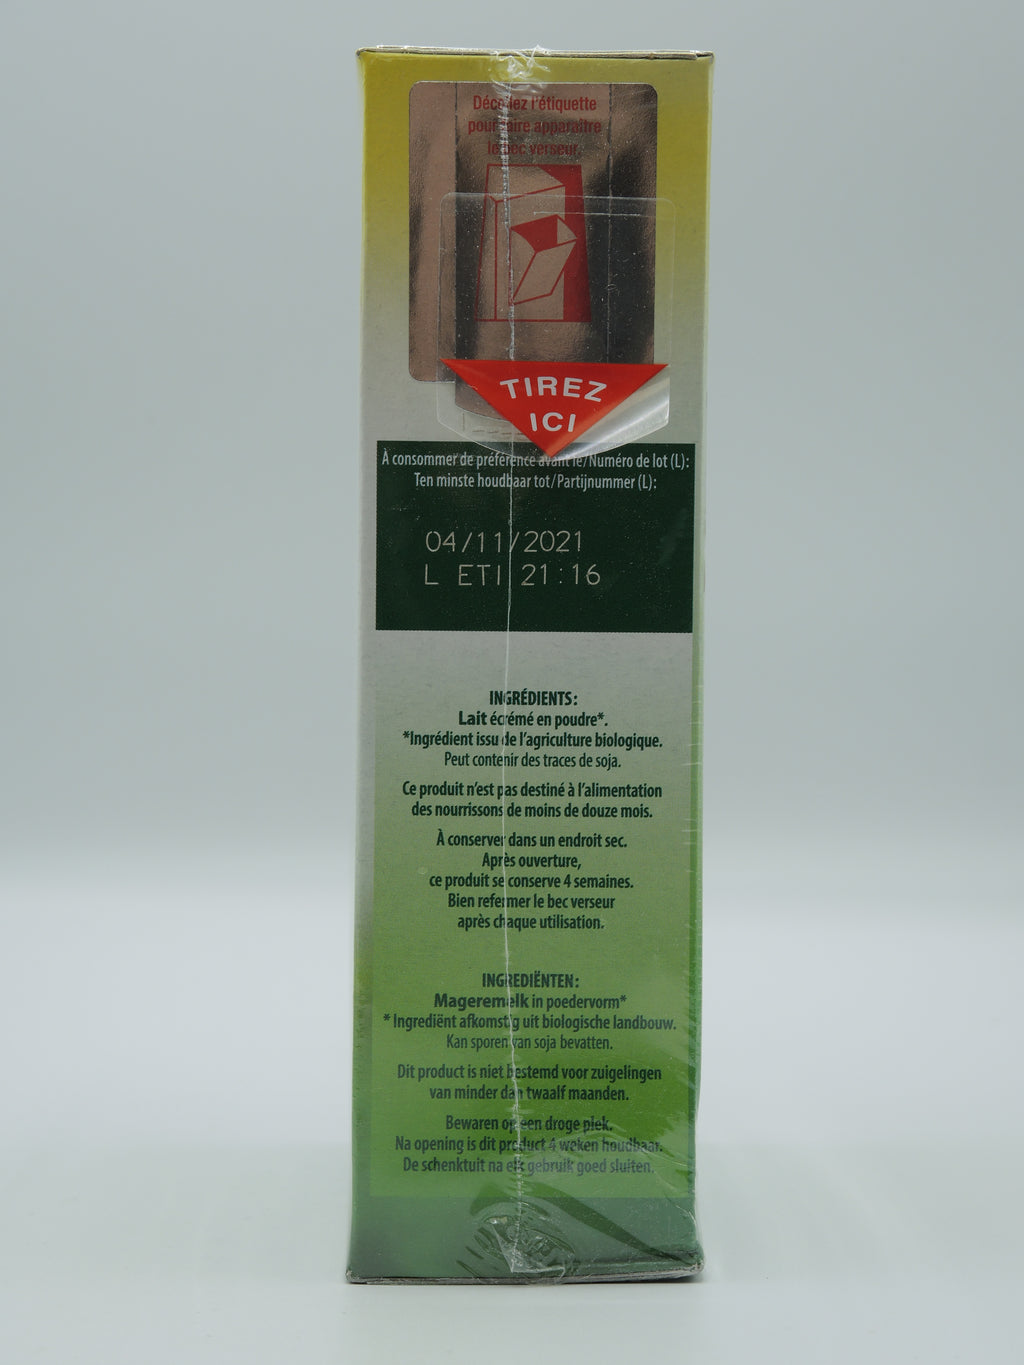 Décollez l'étiquette
pour faire apparaître
le bec verseur.
TIREZ
ICI
À consommer de préférence avant le/Numéro de lot (L):
Ten minste houdbaar tot/Partijnummer (L):
04/11/2021
L ETI 21:16
INGRÉDIENTS:
Lait écrémé en poudre*.
*Ingrédient issu de l'agriculture biologique.
Peut contenir des traces de soja.
Ce produit n'est pas destiné à l'alimentation
des nourrissons de moins de douze mois.
À conserver dans un endroit sec.
Après ouverture,
ce produit se conserve 4 semaines.
Bien refermer le bec verseur
après chaque utilisation.
INGREDIËNTEN:
Mageremelk in poedervorm*
* Ingrediënt afkomstig uit biologische landbouw.
Kan sporen van soja bevatten.
Dit product is niet bestemd voor zuigelingen
van minder dan twaalf maanden.
Bewaren op een droge plek.
Na opening is dit product 4 weken houdbaar.
De schenktuit na elk gebruik goed sluiten.